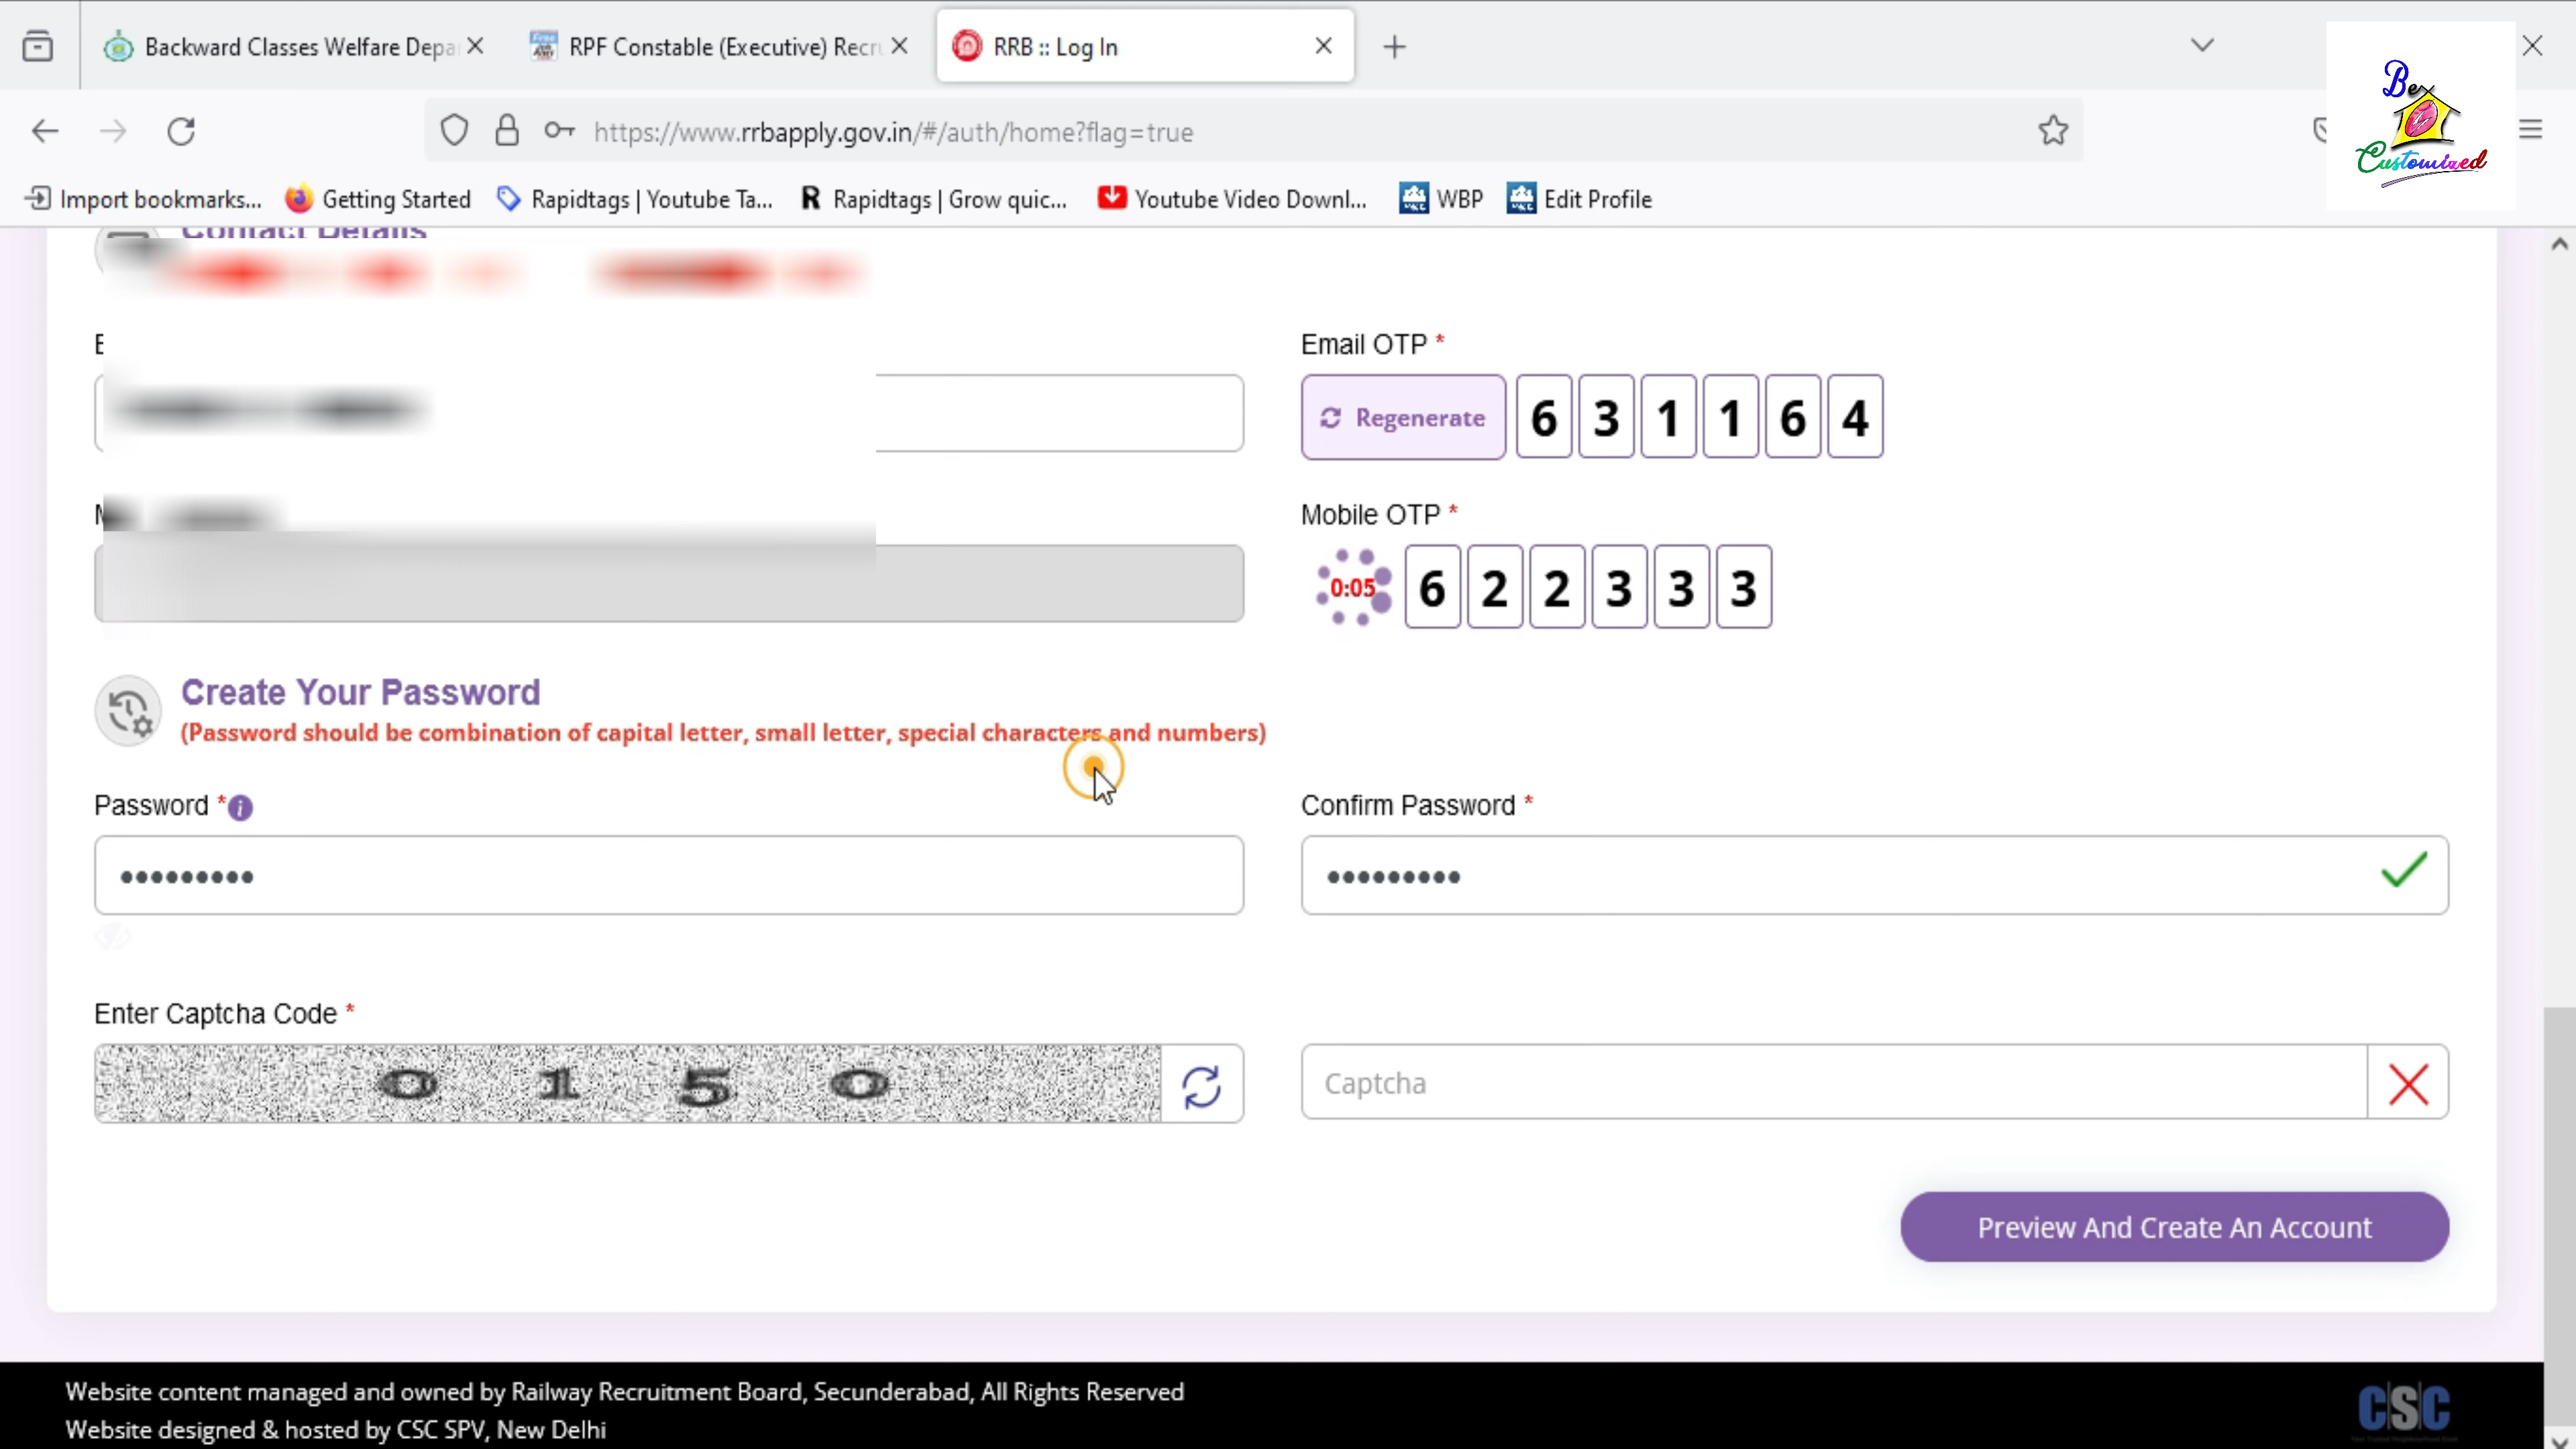 Backward Classes Welfare Depa
RPF Constable (Executive) Recru
RRB :: Log In
Be
Customized
https://www.rrbapply.gov.in/#/auth/home?flag=true
Import bookmarks...
Getting Started
Rapidtags | Youtube Ta...
Rapidtags | Grow quic...
Youtube Video Downl...
WBP
Edit Profile
Contact Details
E
Email OTP *
Regenerate
6 3 1 1 6 4
M
Mobile OTP *
0:05
6 2 2 3 3 3
Create Your Password
(Password should be combination of capital letter, small letter, special characters and numbers)
Password *
Confirm Password *
Enter Captcha Code *
0 1 5 0
Captcha
Preview And Create An Account
Website content managed and owned by Railway Recruitment Board, Secunderabad, All Rights Reserved
Website designed & hosted by CSC SPV, New Delhi
CSC